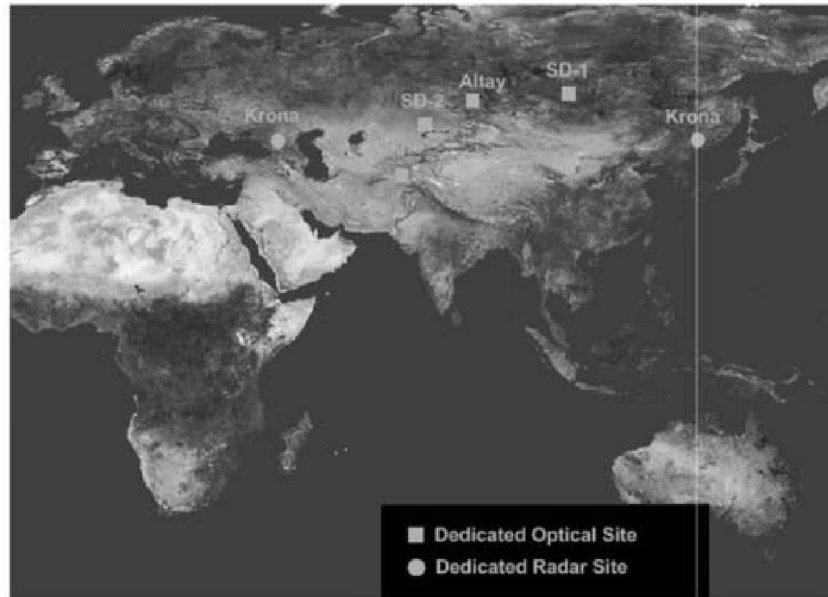 SD-1
Altay
SD-2
Krona
Krona
Dedicated Optical Site
Dedicated Radar Site